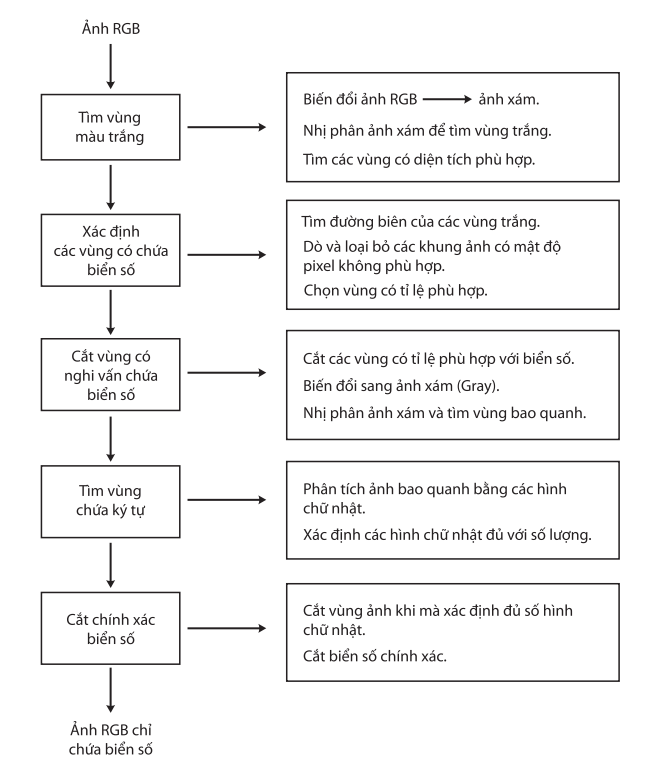 Ảnh RGB
Tìm vùng
màu trắng
Biến đổi ảnh RGB ⟶ ảnh xám.
Nhị phân ảnh xám để tìm vùng trắng.
Tìm các vùng có diện tích phù hợp.
Xác định
các vùng có chứa
biển số
Tìm đường biên của các vùng trắng.
Dò và loại bỏ các khung ảnh có mật độ
pixel không phù hợp.
Chọn vùng có tỉ lệ phù hợp.
Cắt vùng có
nghi vấn chứa
biển số
Cắt các vùng có tỉ lệ phù hợp với biển số.
Biến đổi sang ảnh xám (Gray).
Nhị phân ảnh xám và tìm vùng bao quanh.
Tìm vùng
chứa ký tự
Phân tích ảnh bao quanh bằng các hình
chữ nhật.
Xác định các hình chữ nhật đủ với số lượng.
Cắt chính xác
biển số
Cắt vùng ảnh khi mà xác định đủ số hình
chữ nhật.
Cắt biển số chính xác.
Ảnh RGB chỉ
chứa biển số